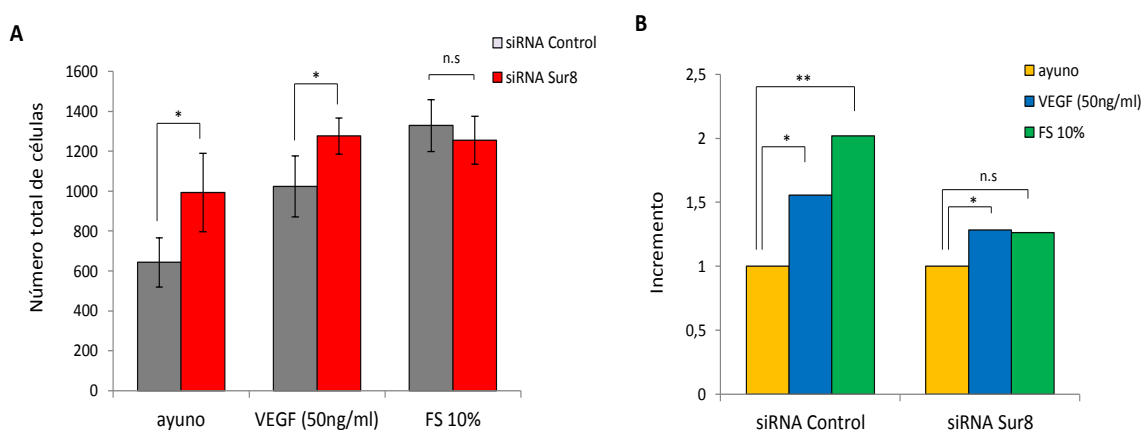 A
siRNA Control
siRNA Sur8
Número total de células
1600
1400
1200
1000
800
600
400
200
0
*
*
n.s
ayuno
VEGF (50ng/ml)
FS 10%
B
ayuno
VEGF (50ng/ml)
FS 10%
Incremento
2,5
2
1,5
1
0,5
0
**
*
n.s
*
siRNA Control
siRNA Sur8